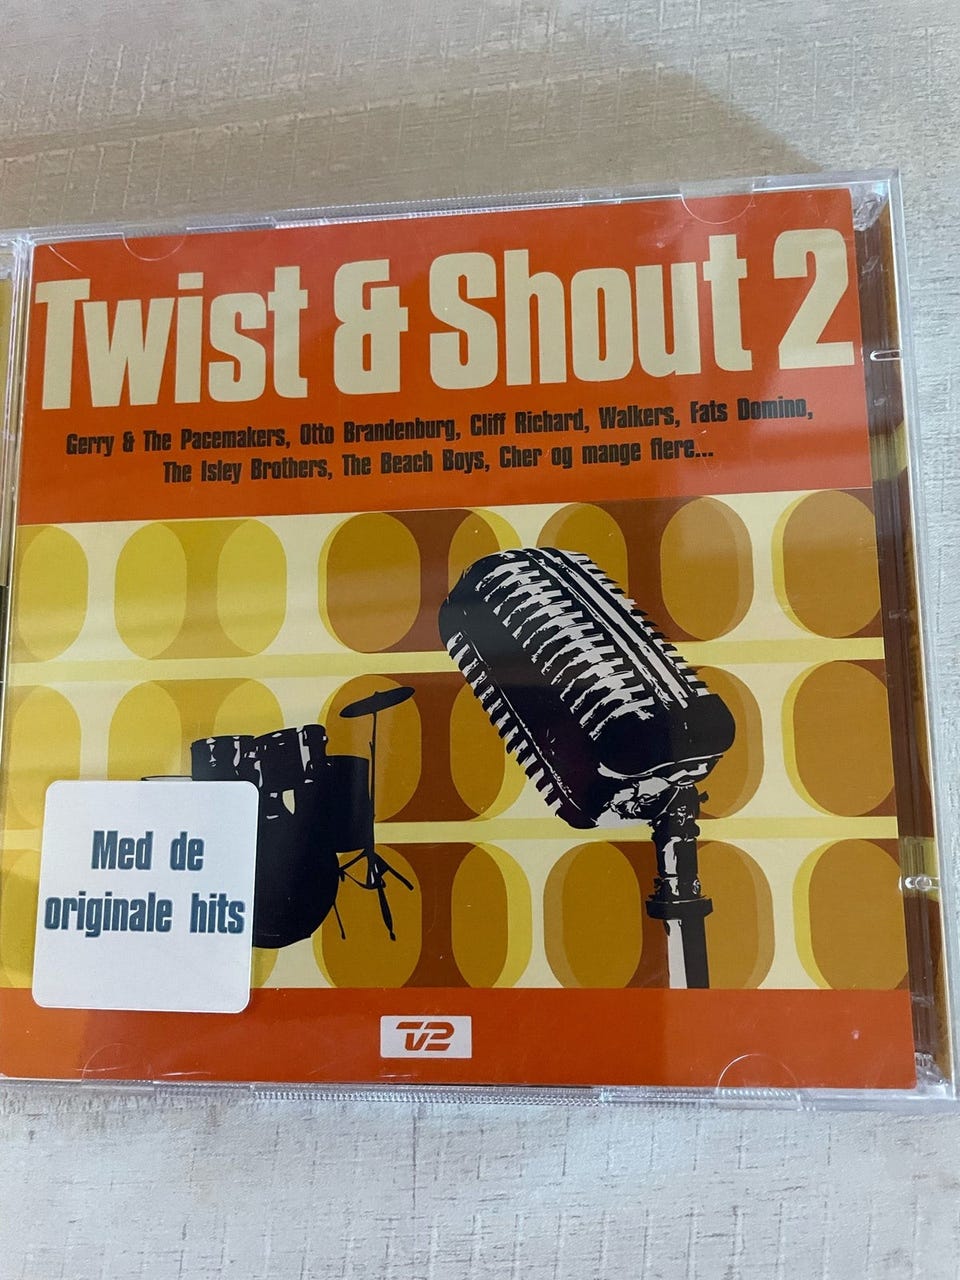 Twist & Shout 2
Gerry & The Pacemakers, Otto Brandenburg, Cliff Richard, Walkers, Fats Domino,
The Isley Brothers, The Beach Boys, Cher og mange flere...
Med de
originale hits
TV2